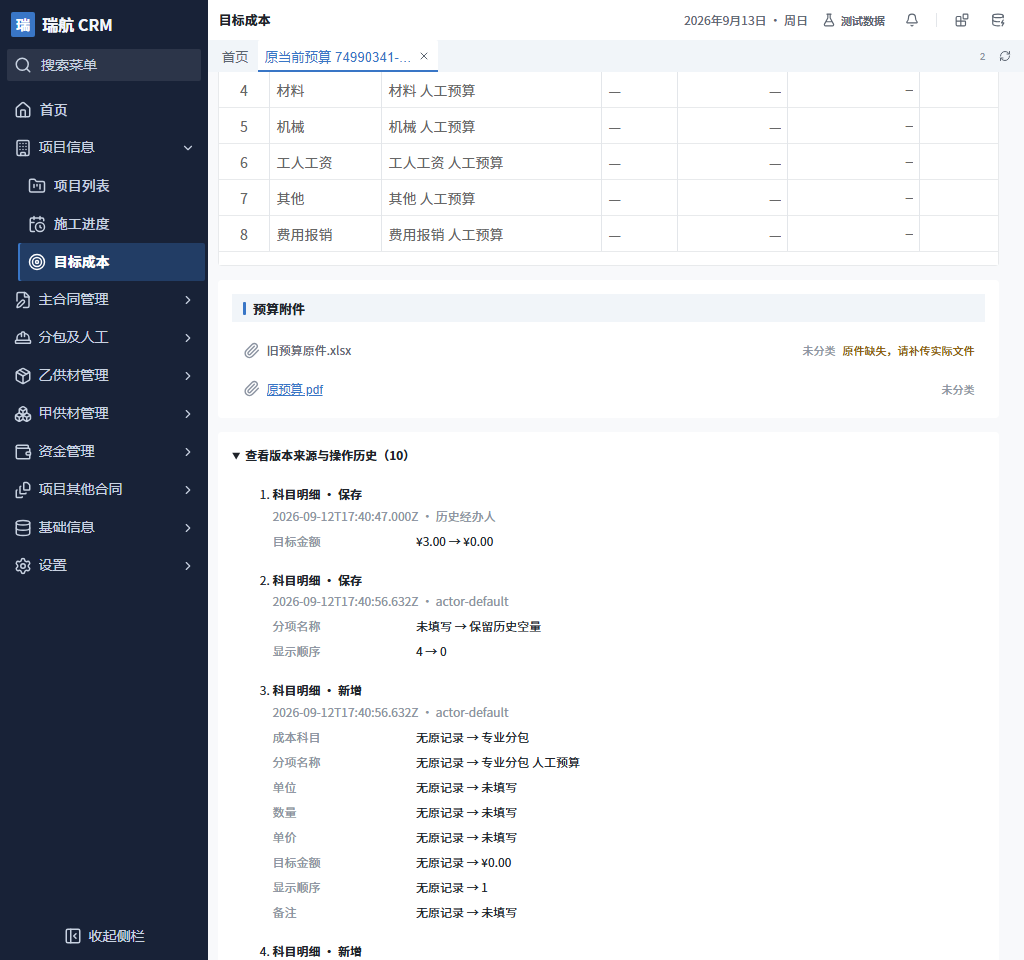 瑞 瑞航 CRM
搜索菜单
首页
项目信息
项目列表
施工进度
目标成本
主合同管理
分包及人工
乙供材管理
甲供材管理
资金管理
项目其他合同
基础信息
设置
收起侧栏
目标成本
2026年9月13日 • 周日 测试数据
首页 原当前预算 74990341-... 2
4 材料 材料 人工预算 — — –
5 机械 机械 人工预算 — — –
6 工人工资 工人工资 人工预算 — — –
7 其他 其他 人工预算 — — –
8 费用报销 费用报销 人工预算 — — –
预算附件
旧预算原件.xlsx 未分类 原件缺失，请补传实际文件
原预算.pdf 未分类
▼ 查看版本来源与操作历史（10）
1. 科目明细 • 保存
2026-09-12T17:40:47.000Z • 历史经办人
目标金额 ¥3.00 → ¥0.00
2. 科目明细 • 保存
2026-09-12T17:40:56.632Z • actor-default
分项名称 未填写 → 保留历史空量
显示顺序 4 → 0
3. 科目明细 • 新增
2026-09-12T17:40:56.632Z • actor-default
成本科目 无原记录 → 专业分包
分项名称 无原记录 → 专业分包 人工预算
单位 无原记录 → 未填写
数量 无原记录 → 未填写
单价 无原记录 → 未填写
目标金额 无原记录 → ¥0.00
显示顺序 无原记录 → 1
备注 无原记录 → 未填写
4. 科目明细 • 新增